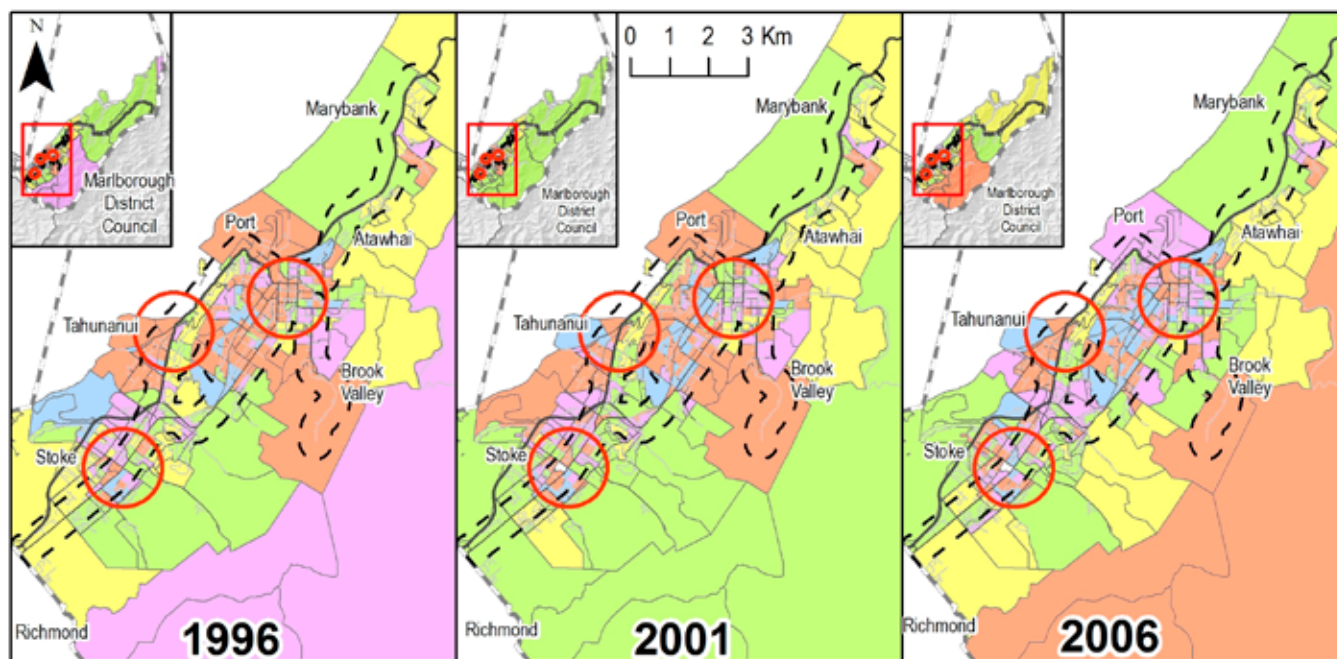 N
Marlborough
District
Council
Marybank
Port
Atawhai
Tahunanui
Brook
Valley
Stoke
Richmond
1996
0 1 2 3 Km
Marlborough
District
Council
Marybank
Port
Atawhai
Tahunanui
Brook
Valley
Stoke
Richmond
2001
Marlborough
District
Council
Marybank
Port
Atawhai
Tahunanui
Brook
Valley
Stoke
Richmond
2006